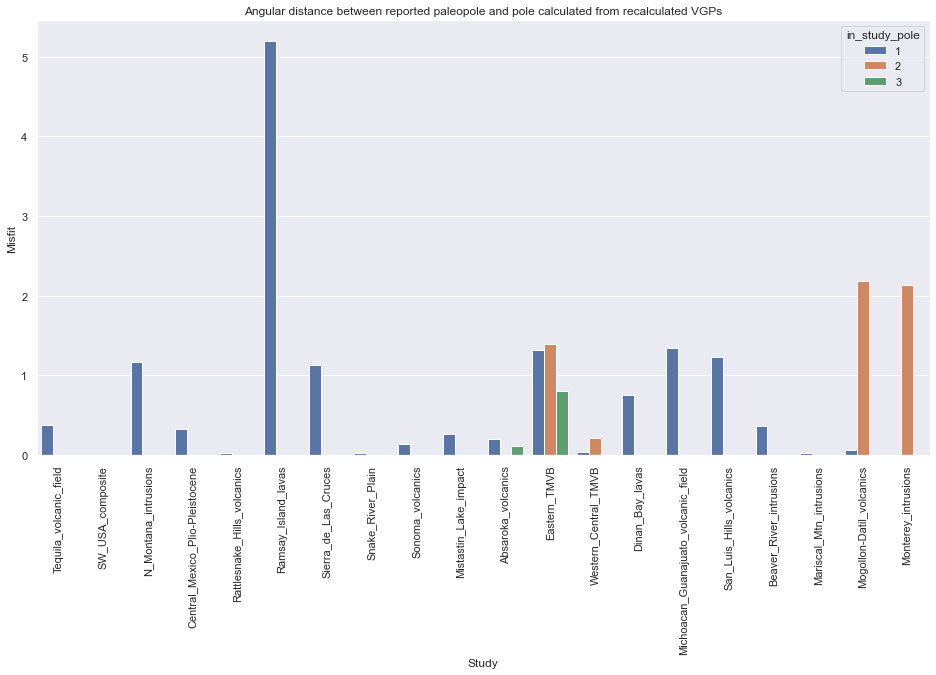 Angular distance between reported paleopole and pole calculated from recalculated VGPs
in_study_pole
1
2
3
Misfit
5
4
3
2
1
0
Tequila_volcanic_field
SW_USA_composite
N_Montana_intrusions
Central_Mexico_Plio-Pleistocene
Rattlesnake_Hills_volcanics
Ramsay_Island_lavas
Sierra_de_Las_Cruces
Snake_River_Plain
Sonoma_volcanics
Mistastin_Lake_impact
Absaroka_volcanics
Eastern_TMVB
Western_Central_TMVB
Dinan_Bay_lavas
Michoacan_Guanajuato_volcanic_field
San_Luis_Hills_volcanics
Beaver_River_intrusions
Mariscal_Mtn_intrusions
Mogollon-Datil_volcanics
Monterey_intrusions
Study